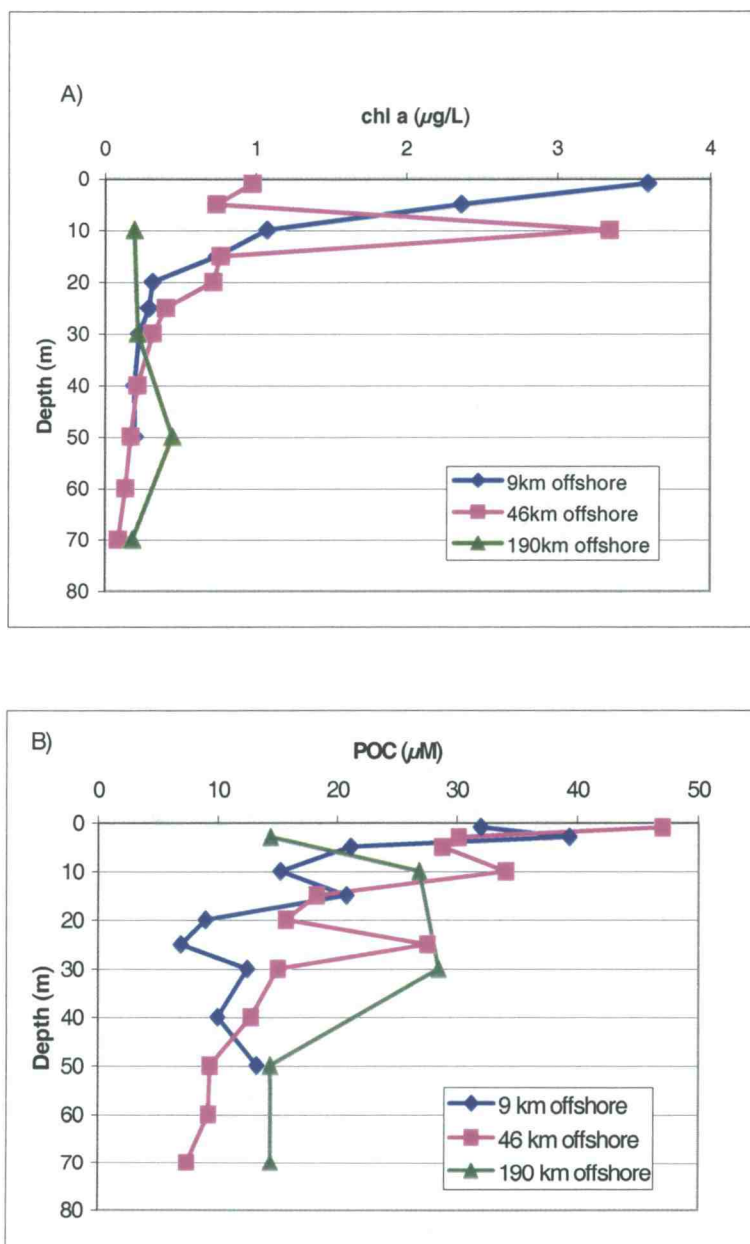 A)
chl a (µg/L)
0 1 2 3 4
0
10
20
30
40
50
60
70
80
Depth (m)
9km offshore
46km offshore
190km offshore
B)
POC (µM)
0 10 20 30 40 50
0
10
20
30
40
50
60
70
80
Depth (m)
9 km offshore
46 km offshore
190 km offshore